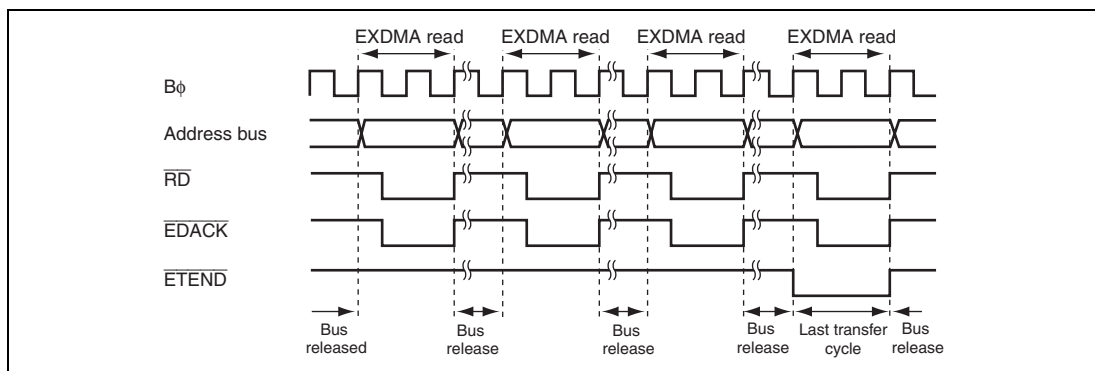 EXDMA read EXDMA read EXDMA read EXDMA read
Bϕ
Address bus
RD
EDACK
ETEND
Bus released Bus release Bus release Bus release Last transfer cycle Bus release